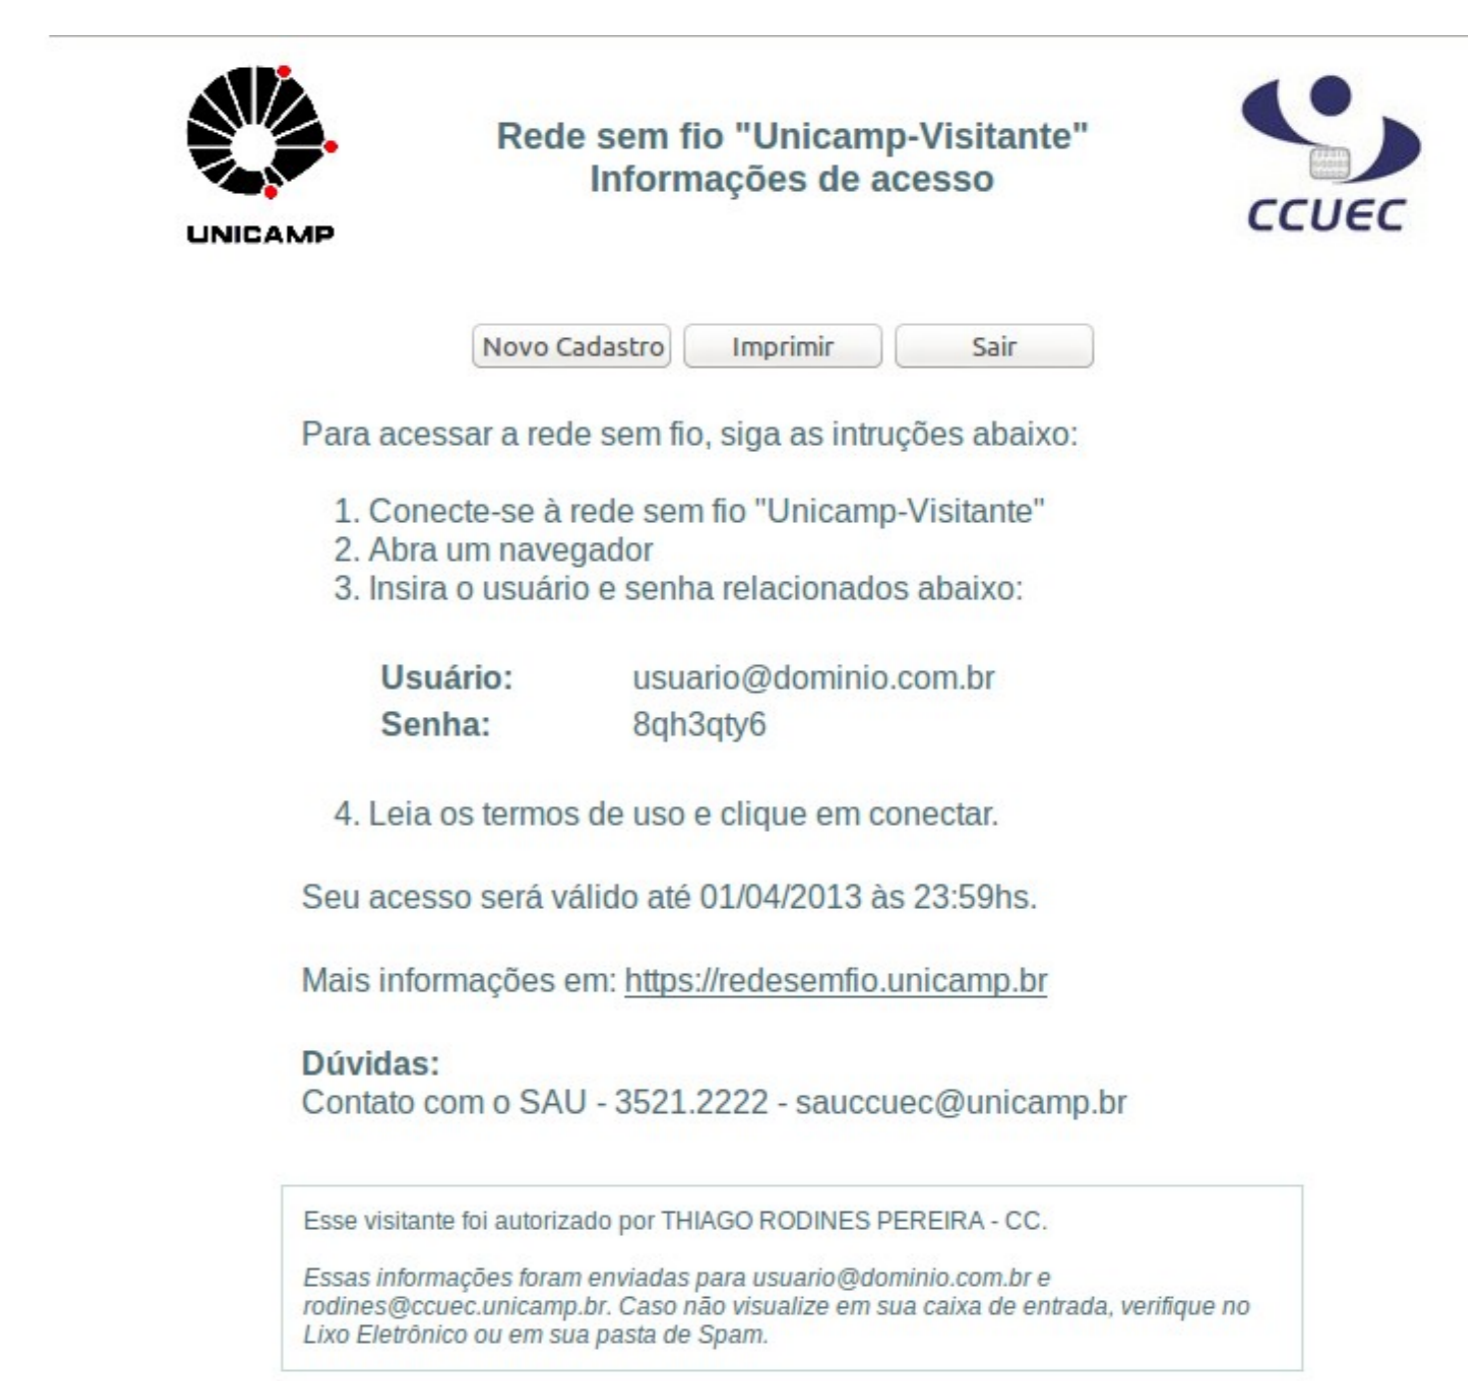 Rede sem fio "Unicamp-Visitante"
Informações de acesso
UNICAMP
CCUEC
Novo Cadastro
Imprimir
Sair
Para acessar a rede sem fio, siga as intruções abaixo:
1. Conecte-se à rede sem fio "Unicamp-Visitante"
2. Abra um navegador
3. Insira o usuário e senha relacionados abaixo:
Usuário: usuario@dominio.com.br
Senha: 8qh3qty6
4. Leia os termos de uso e clique em conectar.
Seu acesso será válido até 01/04/2013 às 23:59hs.
Mais informações em: https://redesemfio.unicamp.br
Dúvidas:
Contato com o SAU - 3521.2222 - sauccuec@unicamp.br
Esse visitante foi autorizado por THIAGO RODINES PEREIRA - CC.
Essas informações foram enviadas para usuario@dominio.com.br e
rodines@ccuec.unicamp.br. Caso não visualize em sua caixa de entrada, verifique no
Lixo Eletrônico ou em sua pasta de Spam.